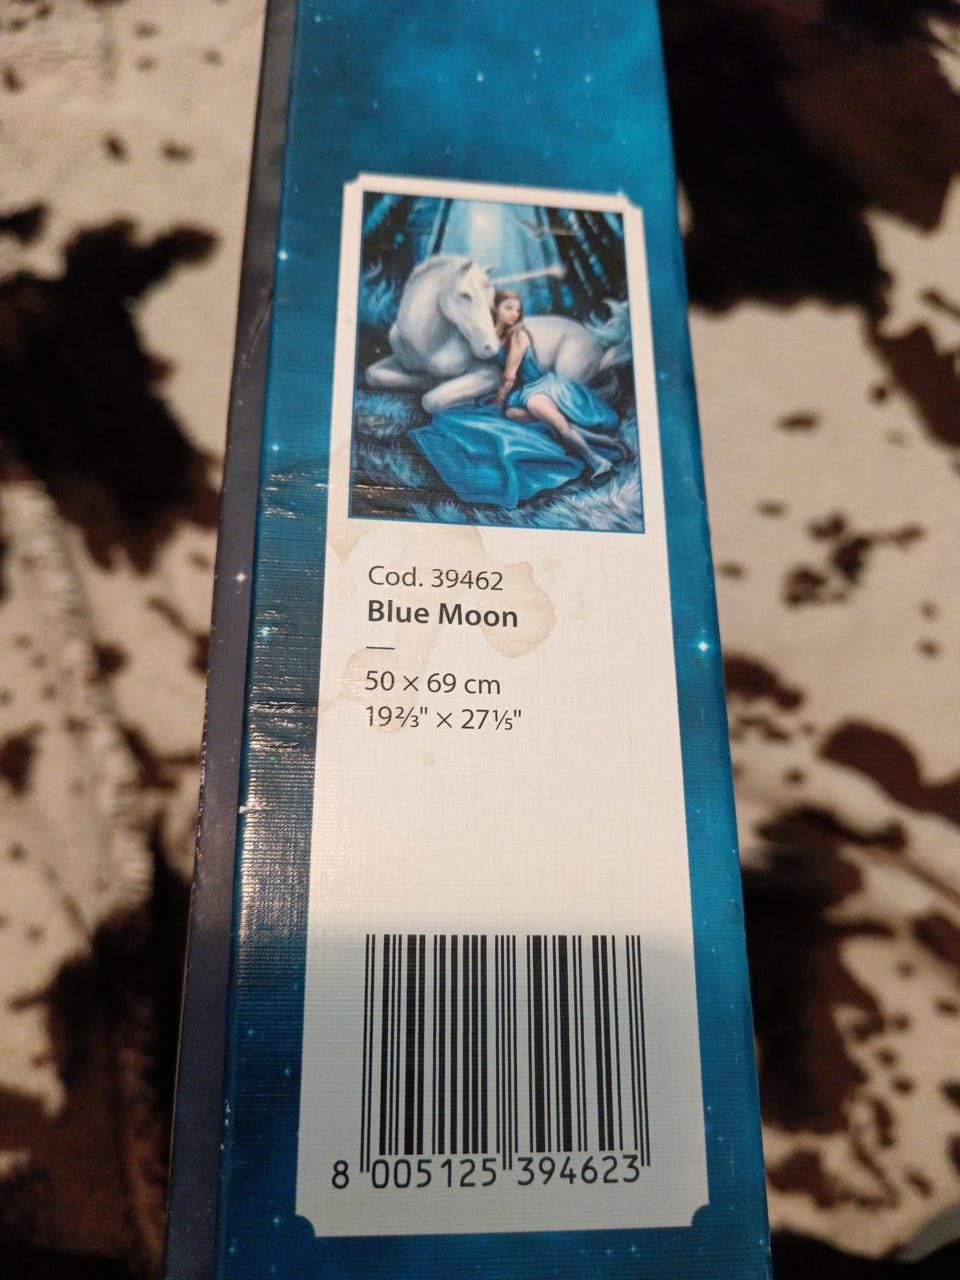 Cod. 39462
Blue Moon
—
50 × 69 cm
19⅔" × 27⅕"
8 005125 394623